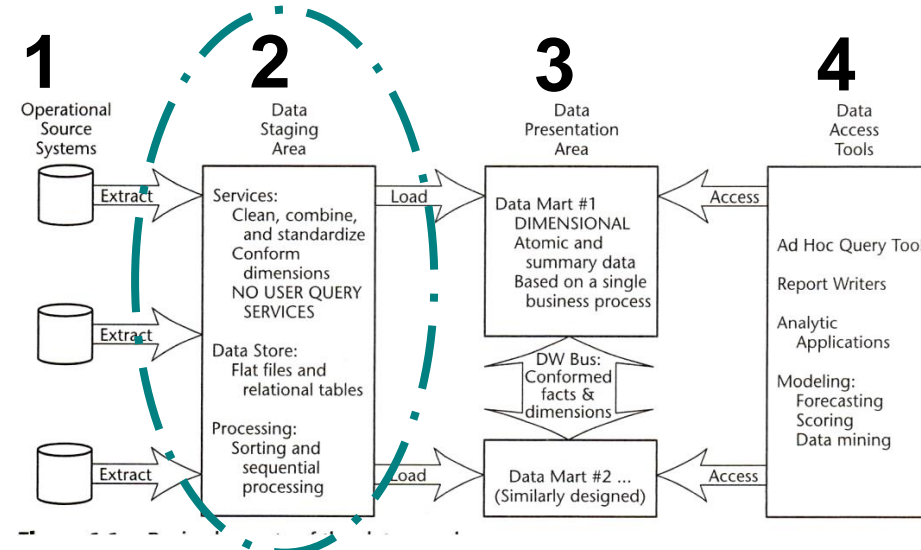 1
Operational
Source
Systems
Extract
Extract
Extract
2
Data
Staging
Area
Services:
Clean, combine,
and standardize
Conform
dimensions
NO USER QUERY
SERVICES
Data Store:
Flat files and
relational tables
Processing:
Sorting and
sequential
processing
Load
Load
3
Data
Presentation
Area
Data Mart #1
DIMENSIONAL
Atomic and
summary data
Based on a single
business process
DW Bus:
Conformed
facts &
dimensions
Data Mart #2 ...
(Similarly designed)
Access
Access
4
Data
Access
Tools
Ad Hoc Query Too
Report Writers
Analytic
Applications
Modeling:
Forecasting
Scoring
Data mining